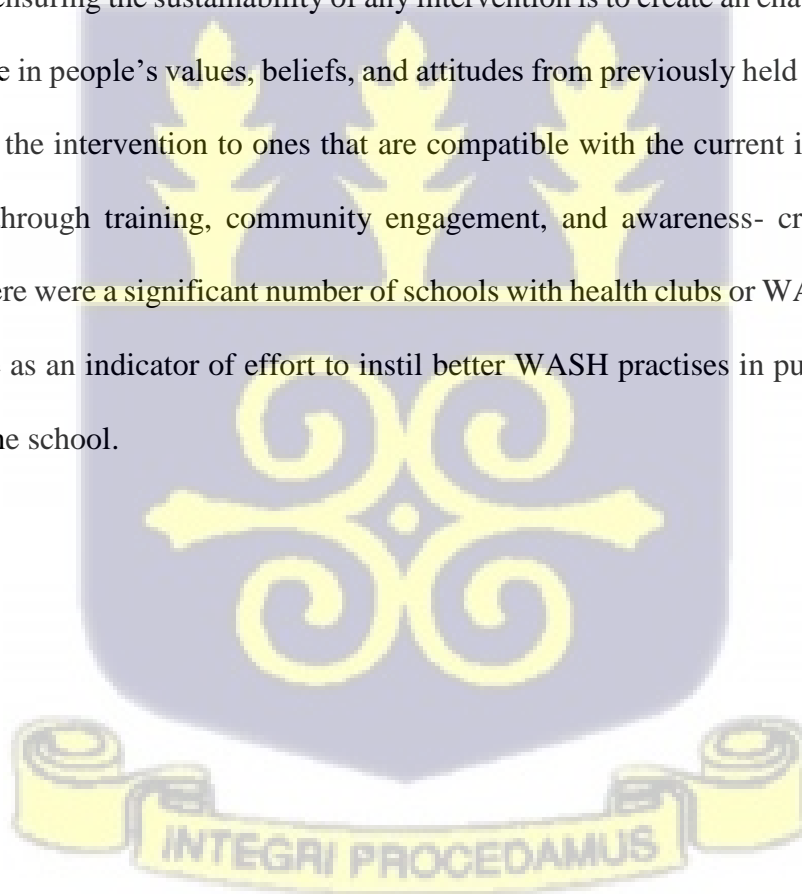 ensuring the sustainability of any intervention is to create an
e in people's values, beliefs, and attitudes from previously held
the intervention to ones that are compatible with the current
hrough training, community engagement, and awareness- cr
ere were a significant number of schools with health clubs or WA
as an indicator of effort to instil better WASH practises in pu
ne school.
INTEGRI PROCEDAMUS